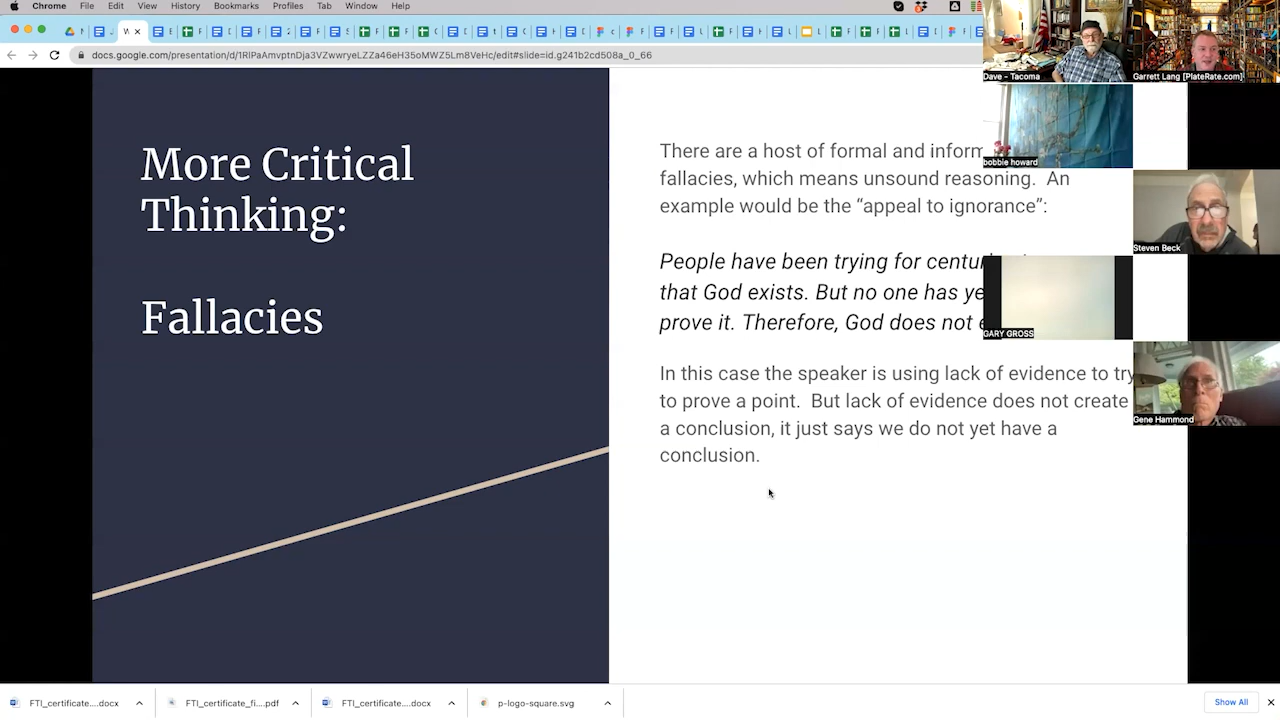 Chrome File Edit View History Bookmarks Profiles Tab Window Help
docs.google.com/presentation/d/1RlPaAmvptnDja3VZwwryeLZZa46eH35oMWZ5Lm8VeHc/edit#slide=id.g241b2cd508a_0_66
Dave - Tacoma
Garrett Lang [PlateRate.com]
bobbie howard
Steven Beck
GARY GROSS
Gene Hammond
More Critical
Thinking:
Fallacies
There are a host of formal and inform
fallacies, which means unsound reasoning. An
example would be the “appeal to ignorance”:
People have been trying for
that God exists. But no one has
prove it. Therefore, God does not
In this case the speaker is using lack of evidence to try
to prove a point. But lack of evidence does not create
a conclusion, it just says we do not yet have a
conclusion.
FTI_certificate....docx
FTI_certificate_fi....pdf
FTI_certificate....docx
p-logo-square.svg
Show All